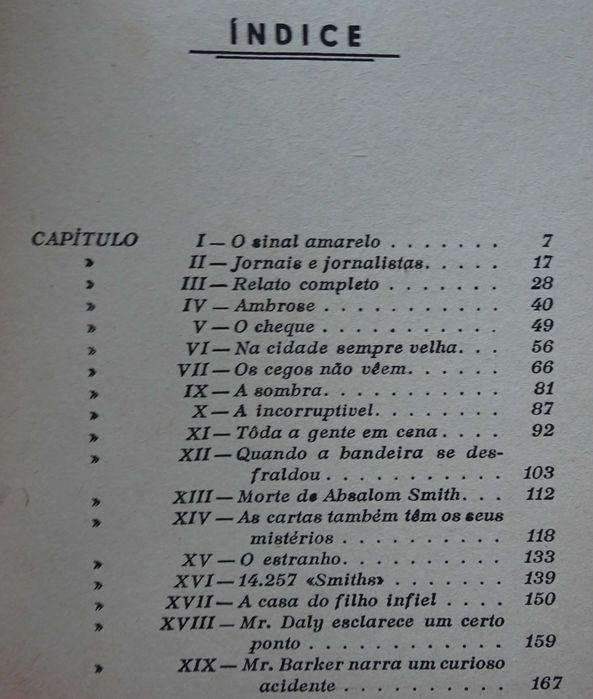 ÍNDICE
CAPÍTULO I — O sinal amarelo . . . . . . . 7
» II — Jornais e jornalistas. . . . . 17
» III — Relato completo . . . . . . . 28
» IV — Ambrose . . . . . . . . . . . 40
» V — O cheque . . . . . . . . . . . 49
» VI — Na cidade sempre velha. . . 56
» VII — Os cegos não vêem. . . . . . 66
» IX — A sombra. . . . . . . . . . . 81
» X — A incorruptivel. . . . . . . . 87
» XI — Tôda a gente em cena . . . . 92
» XII — Quando a bandeira se des-
fraldou . . . . . . . . . . . 103
» XIII — Morte de Absalom Smith. . . 112
» XIV — As cartas também têm os seus
mistérios . . . . . . . . . . 118
» XV — O estranho. . . . . . . . . . 133
» XVI — 14.257 «Smiths» . . . . . . . 139
» XVII — A casa do filho infiel . . . . 150
» XVIII — Mr. Daly esclarece um certo
ponto . . . . . . . . . . . . 159
» XIX — Mr. Barker narra um curioso
acidente . . . . . . . . . . 167